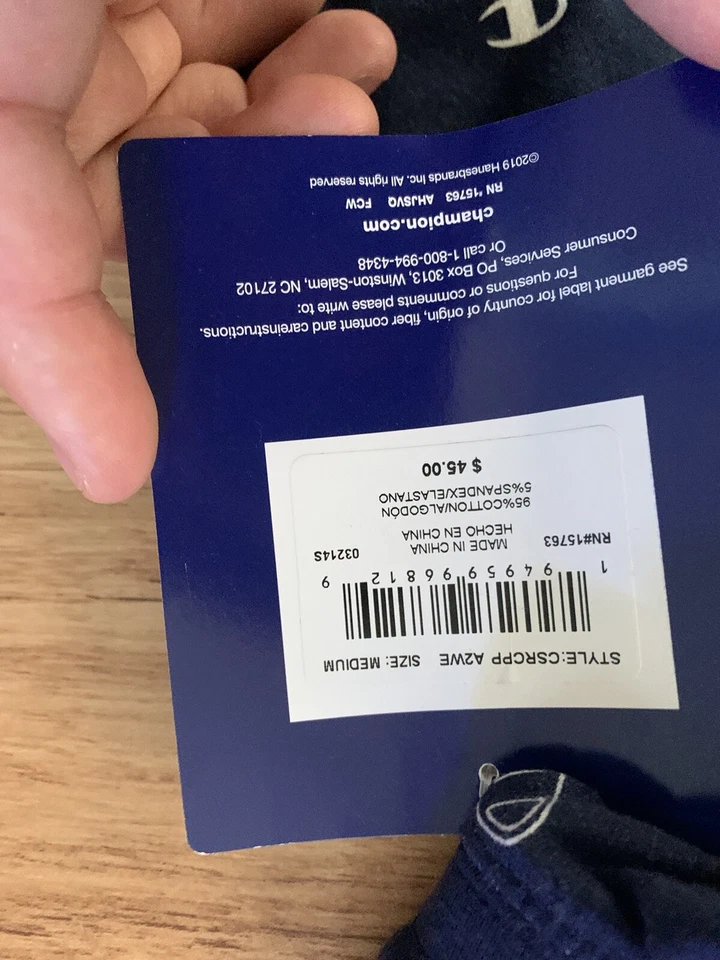 STYLE:CSRCPP A2WE SIZE: MEDIUM
1 94959 96812 9
RN#15763 MADE IN CHINA 03214S
HECHO EN CHINA
95%COTTON/ALGODÓN
5%SPANDEX/ELASTANO
$ 45.00
See garment label for country of origin, fiber content and careinstructions.
For questions or comments please write to:
Consumer Services, PO Box 3013, Winston-Salem, NC 27102
Or call 1-800-994-4348
champion.com
RN "15763 AHJSVQ FCW
©2019 Hanesbrands Inc. All rights reserved